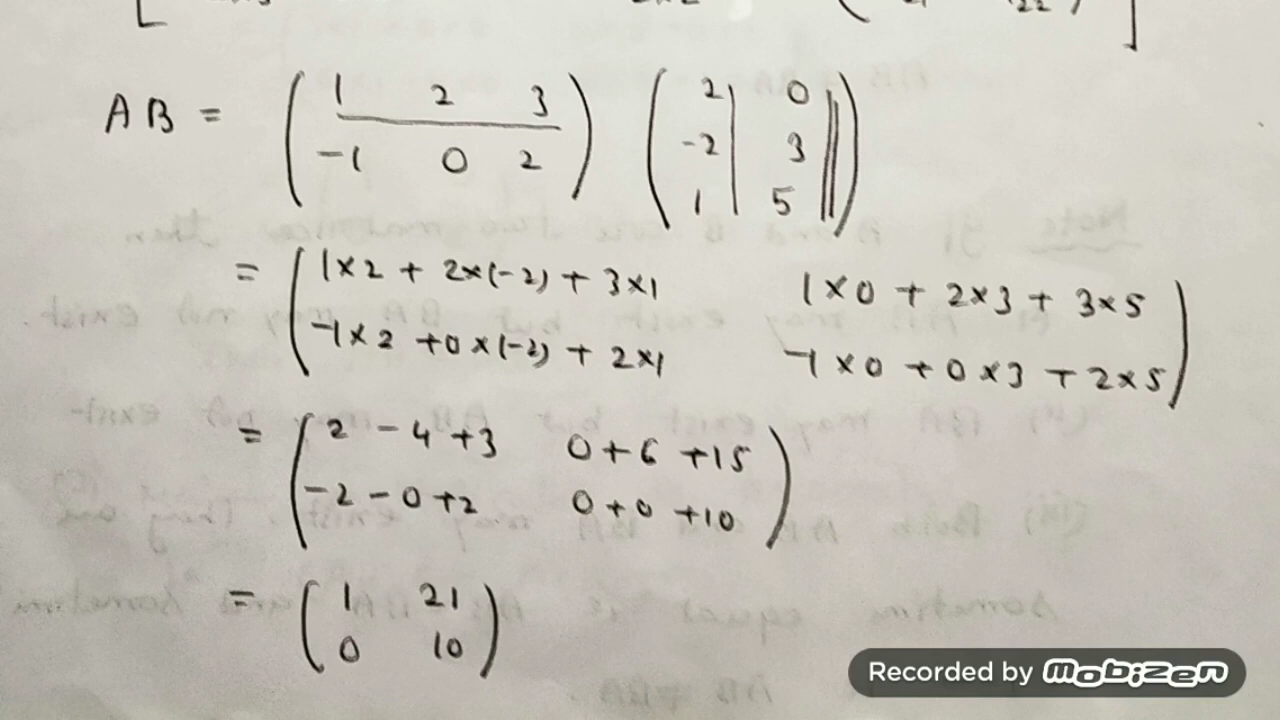 AB = ( 1 2 3 ) ( 2 0 )
-1 0 2 -2 3
1 5
= ( 1×2 + 2×(-2) + 3×1 1×0 + 2×3 + 3×5 )
-1×2 +0×(-2) + 2×1 -1×0 + 0×3 + 2×5
= ( 2 - 4 +3 0+6 +15 )
-2 - 0 +2 0+0 +10
= ( 1 21 )
0 10
Recorded by MOBIZEN